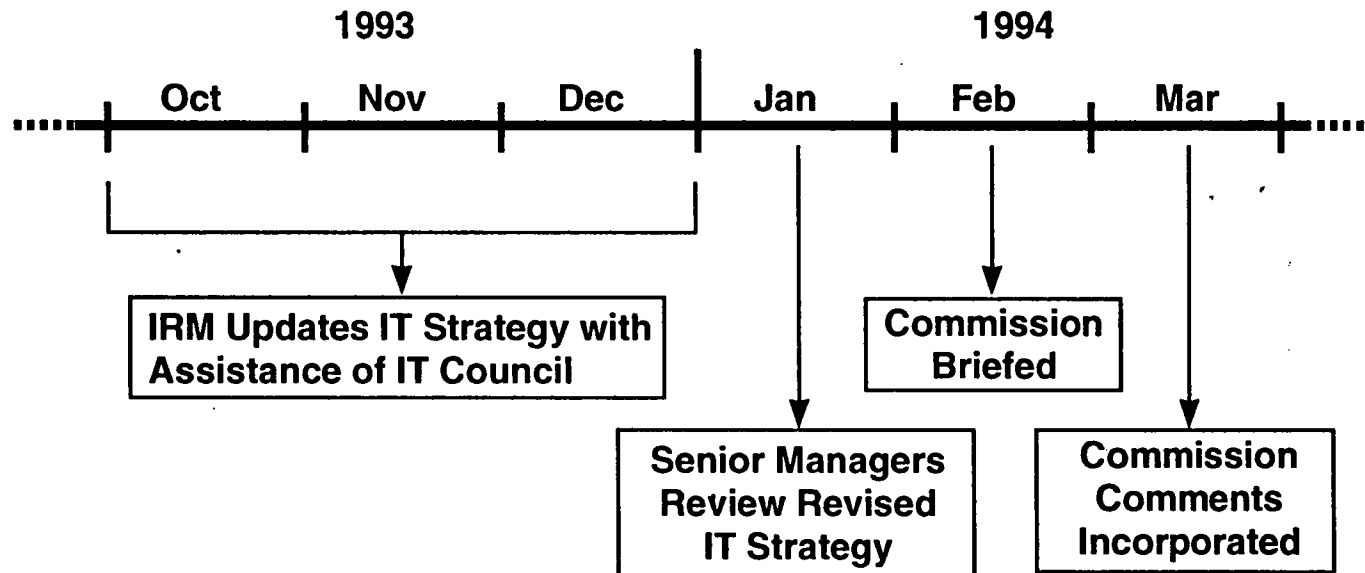 1993
1994
Oct
Nov
Dec
Jan
Feb
Mar
IRM Updates IT Strategy with
Assistance of IT Council
Commission
Briefed
Senior Managers
Review Revised
IT Strategy
Commission
Comments
Incorporated